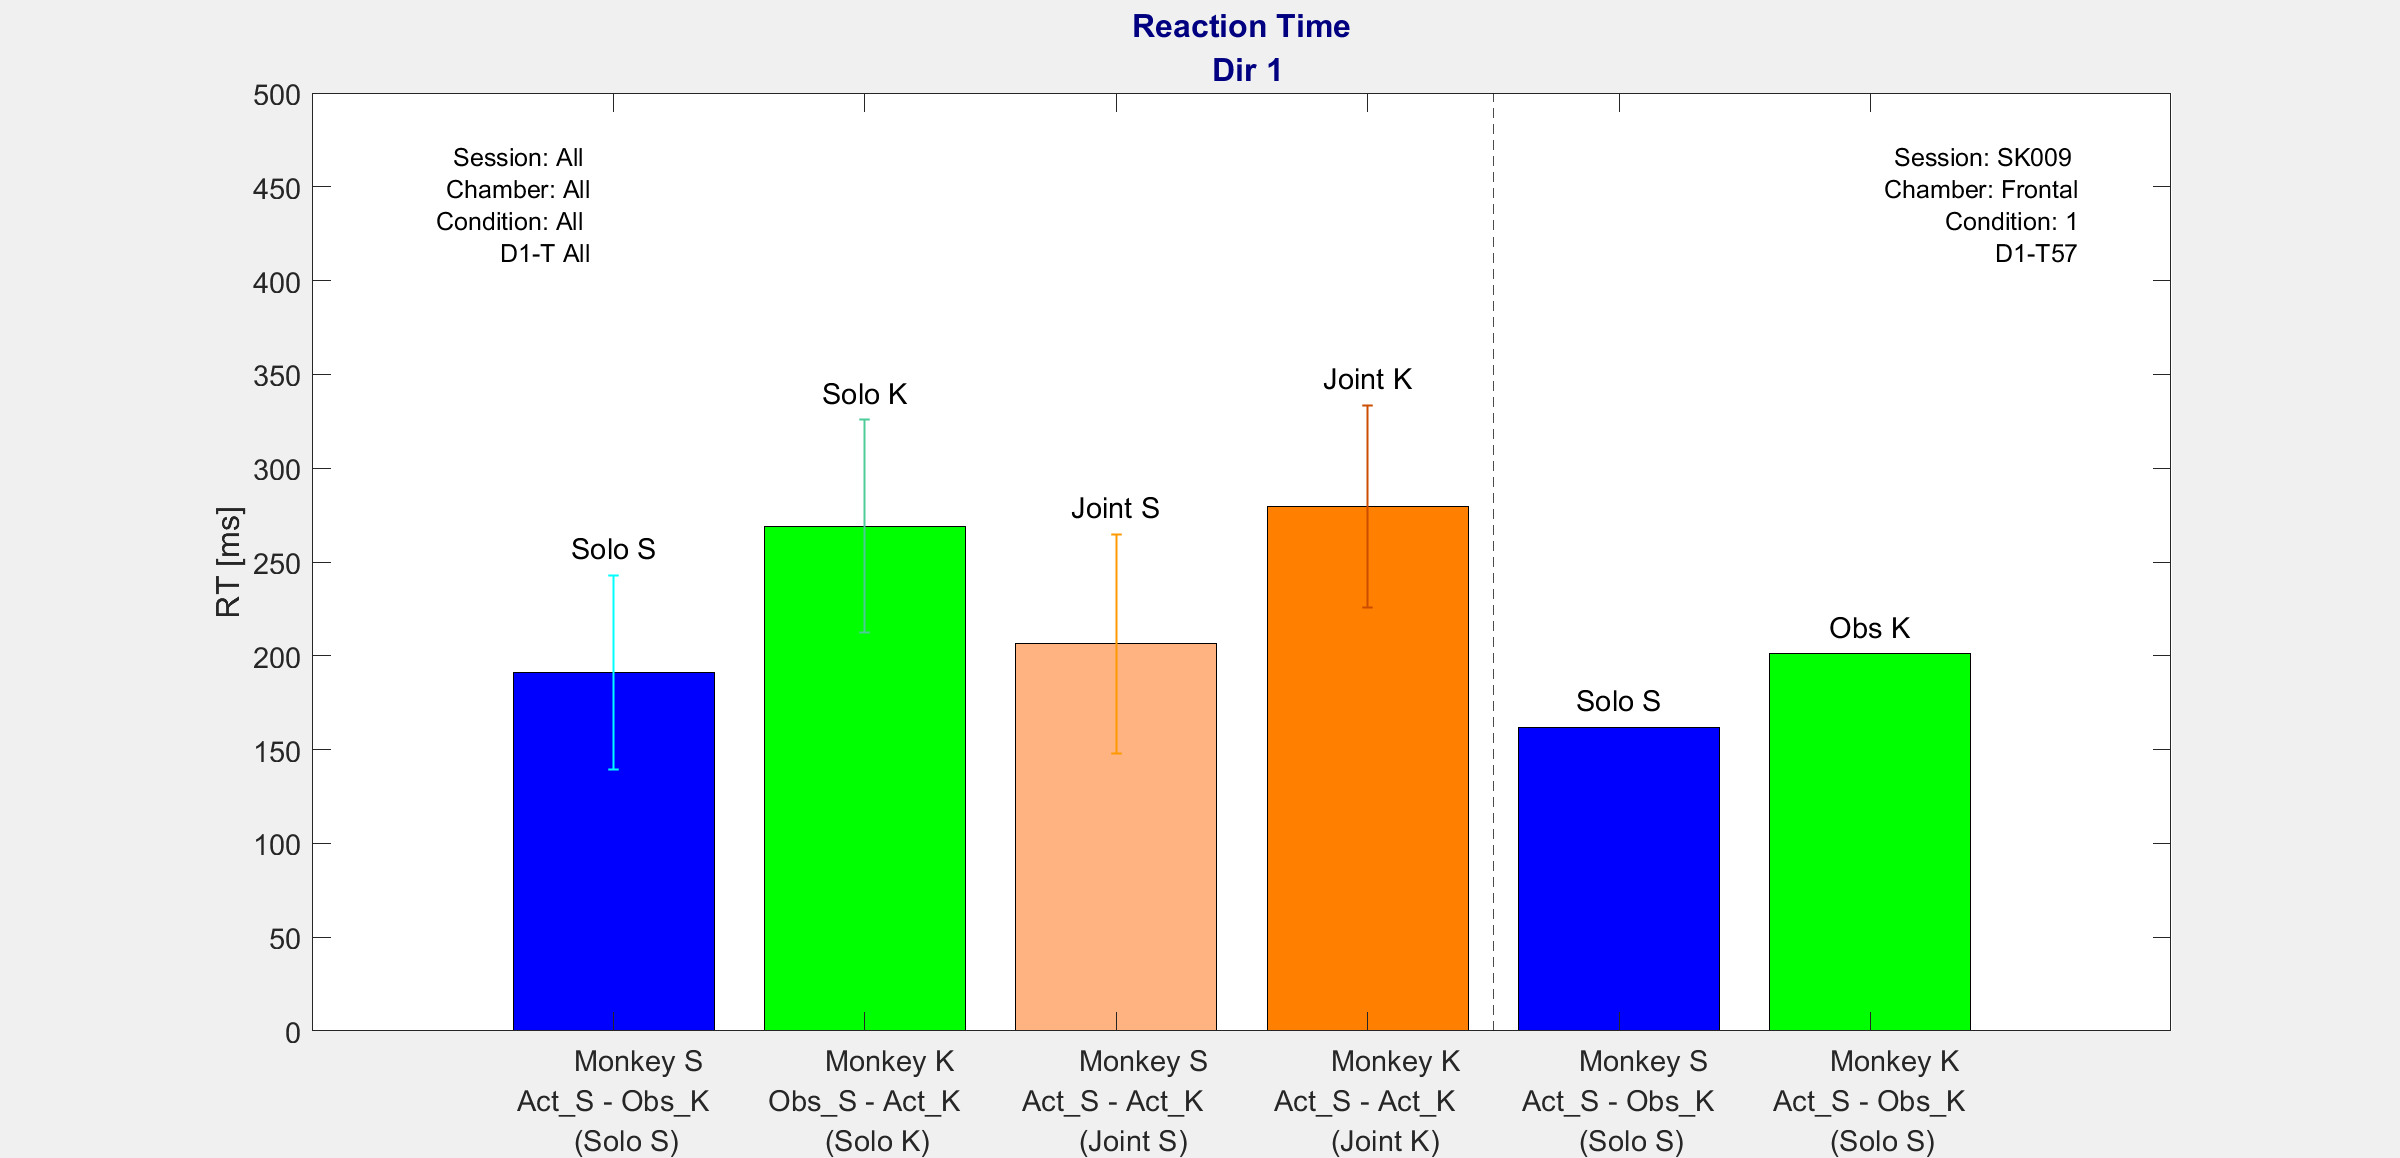 Reaction Time
Dir 1
500
450
400
350
300
250
200
150
100
50
0
RT [ms]
Session: All
Chamber: All
Condition: All
D1-T All
Session: SK009
Chamber: Frontal
Condition: 1
D1-T57
Solo S
Solo K
Joint S
Joint K
Solo S
Obs K
Monkey S
Act_S - Obs_K
(Solo S)
Monkey K
Obs_S - Act_K
(Solo K)
Monkey S
Act_S - Act_K
(Joint S)
Monkey K
Act_S - Act_K
(Joint K)
Monkey S
Act_S - Obs_K
(Solo S)
Monkey K
Act_S - Obs_K
(Solo S)